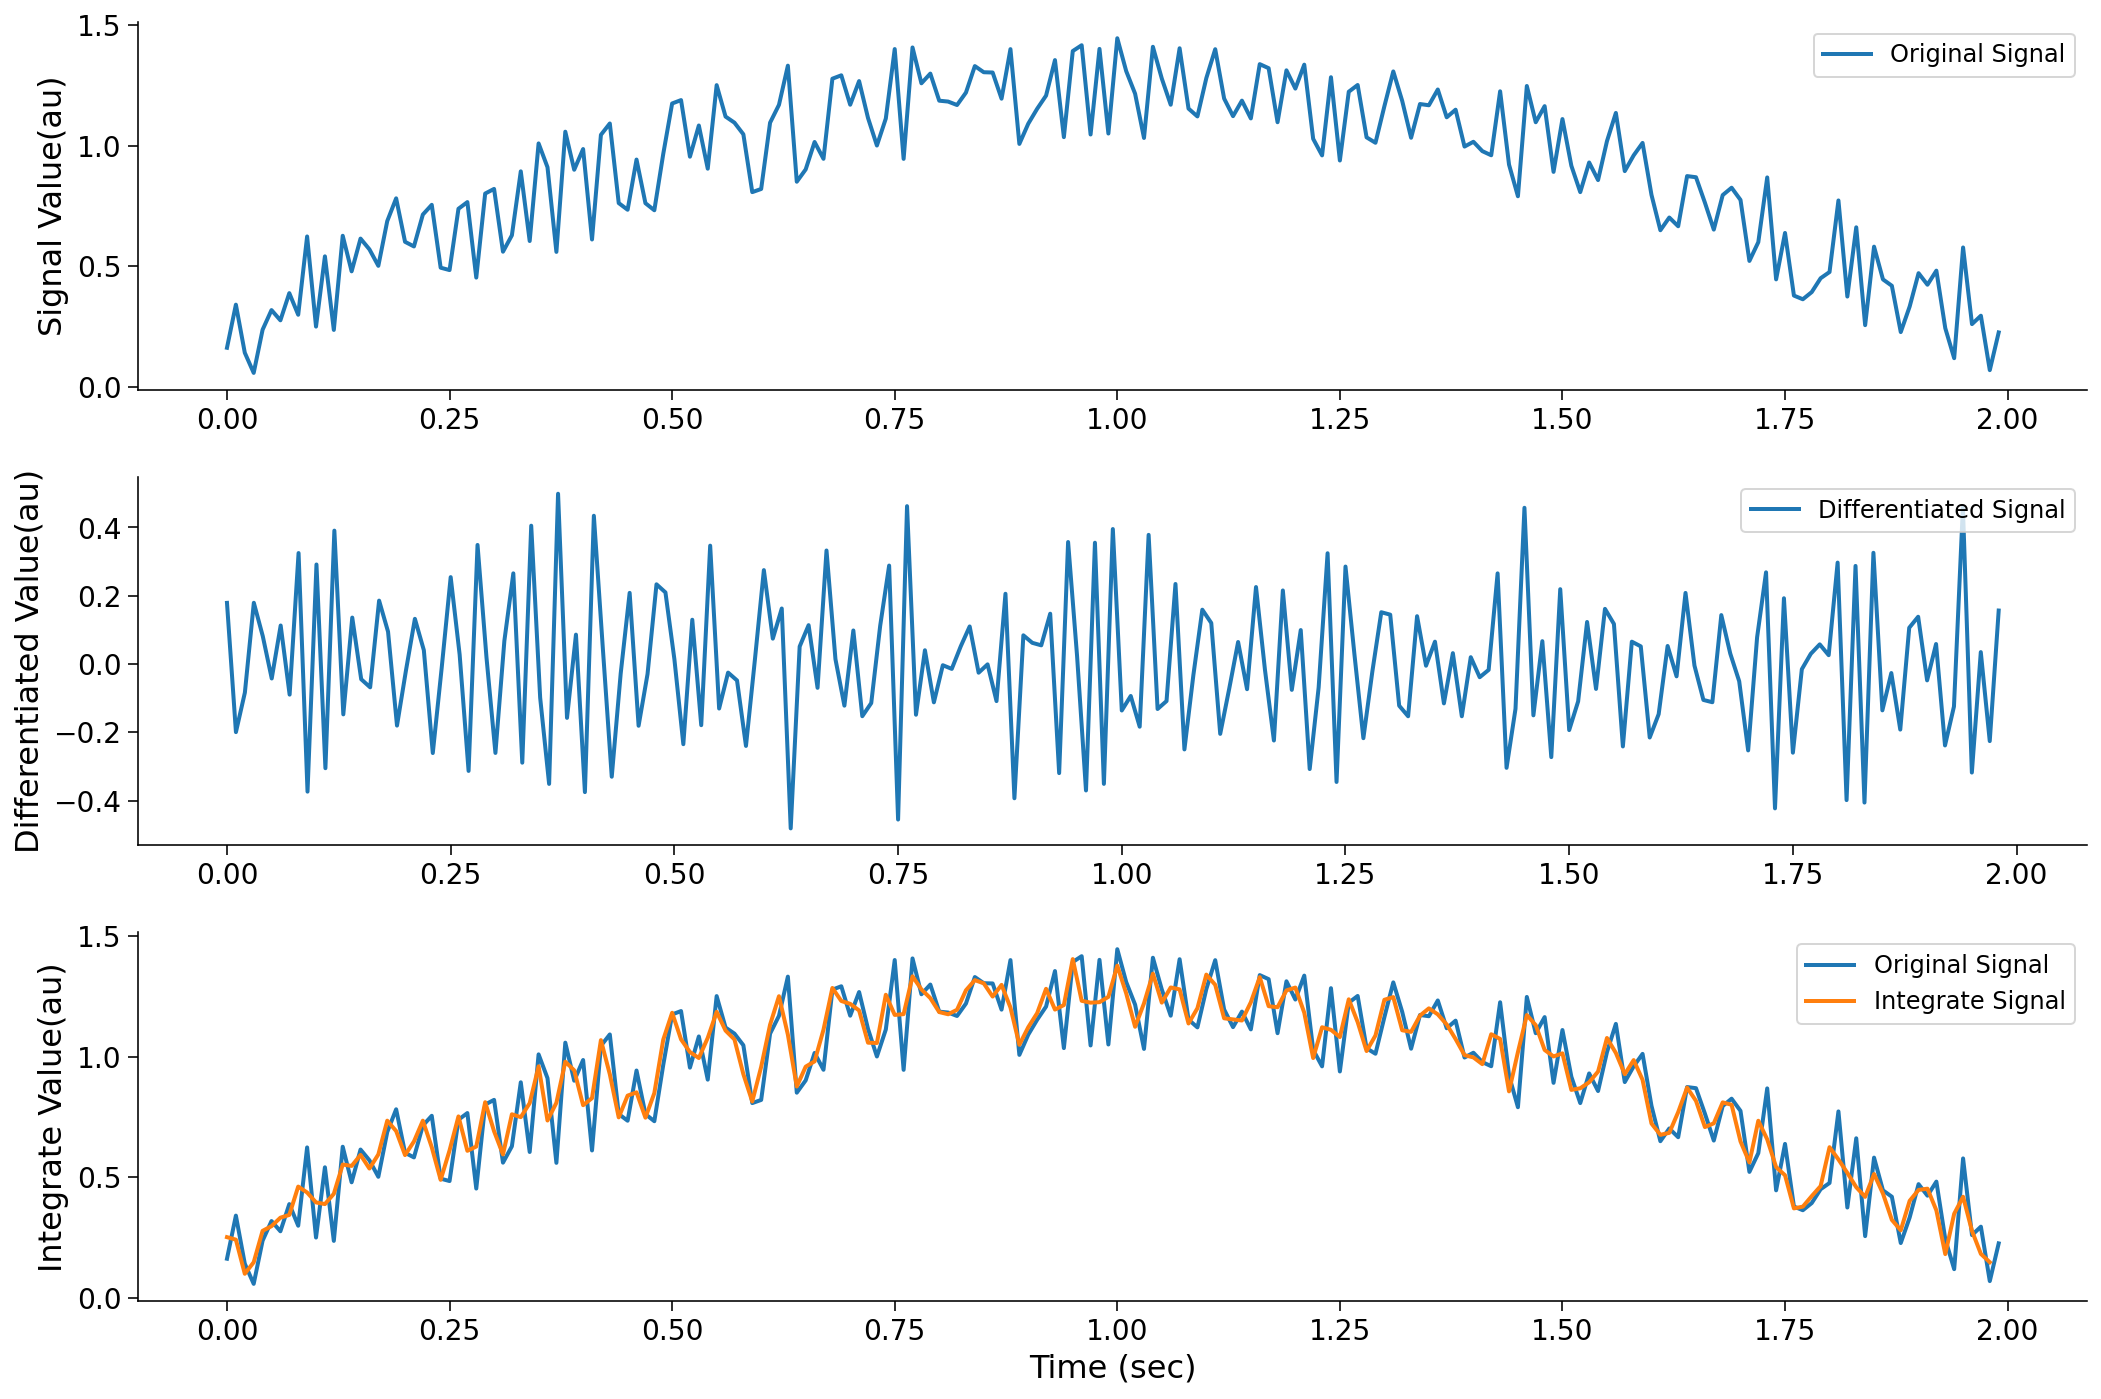 Signal Value(au)
1.5
1.0
0.5
0.0
Original Signal
0.00 0.25 0.50 0.75 1.00 1.25 1.50 1.75 2.00
Differentiated Value(au)
0.4
0.2
0.0
−0.2
−0.4
Differentiated Signal
0.00 0.25 0.50 0.75 1.00 1.25 1.50 1.75 2.00
Integrate Value(au)
1.5
1.0
0.5
0.0
Original Signal
Integrate Signal
0.00 0.25 0.50 0.75 1.00 1.25 1.50 1.75 2.00
Time (sec)